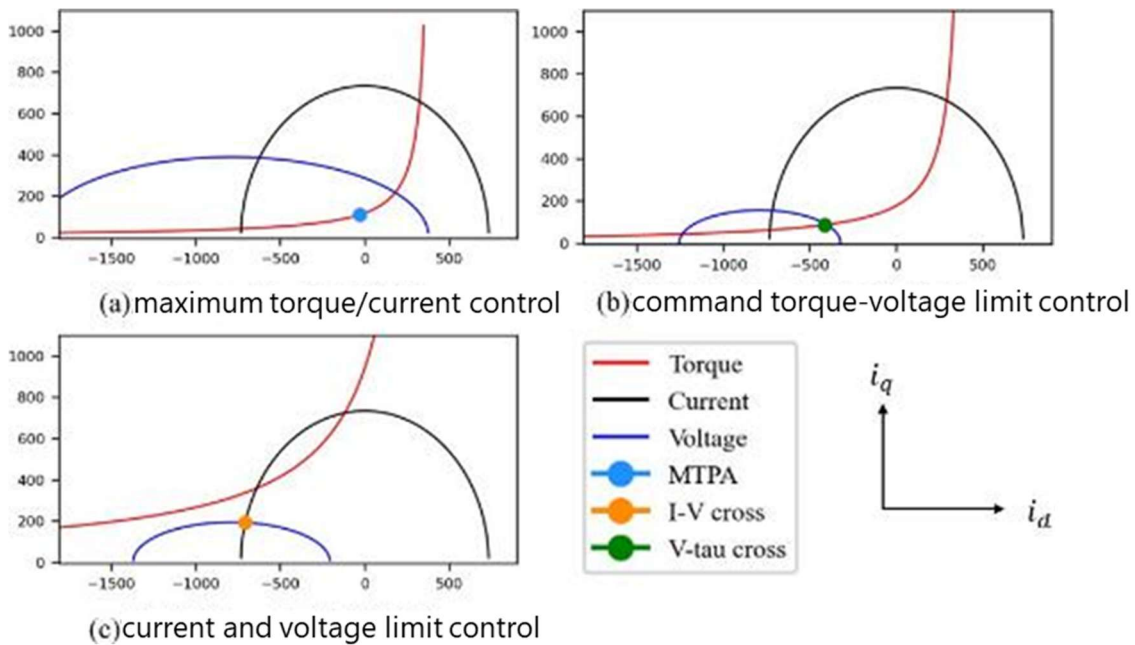 1000
800
600
400
200
0
−1500 −1000 −500 0 500
(a)maximum torque/current control
1000
800
600
400
200
0
−1500 −1000 −500 0 500
(b)command torque-voltage limit control
1000
800
600
400
200
0
−1500 −1000 −500 0 500
(c)current and voltage limit control
Torque
Current
Voltage
MTPA
I-V cross
V-tau cross
i_q
i_d